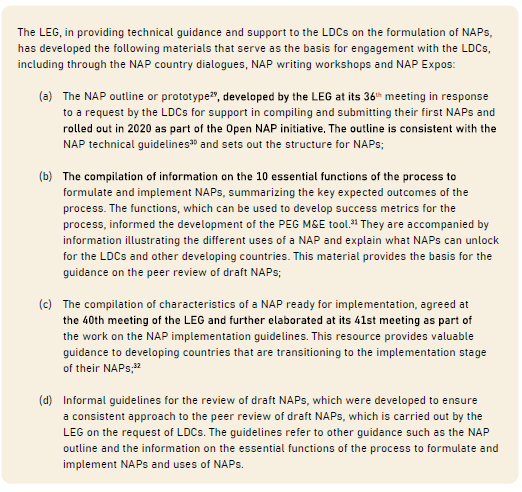 The LEG, in providing technical guidance and support to the LDCs on the formulation of NAPs,
has developed the following materials that serve as the basis for engagement with the LDCs,
including through the NAP country dialogues, NAP writing workshops and NAP Expos:
(a) The NAP outline or prototype²⁹, developed by the LEG at its 36ᵗʰ meeting in response
to a request by the LDCs for support in compiling and submitting their first NAPs and
rolled out in 2020 as part of the Open NAP initiative. The outline is consistent with the
NAP technical guidelines³⁰ and sets out the structure for NAPs;
(b) The compilation of information on the 10 essential functions of the process to
formulate and implement NAPs, summarizing the key expected outcomes of the
process. The functions, which can be used to develop success metrics for the
process, informed the development of the PEG M&E tool.³¹ They are accompanied by
information illustrating the different uses of a NAP and explain what NAPs can unlock
for the LDCs and other developing countries. This material provides the basis for the
guidance on the peer review of draft NAPs;
(c) The compilation of characteristics of a NAP ready for implementation, agreed at
the 40th meeting of the LEG and further elaborated at its 41st meeting as part of
the work on the NAP implementation guidelines. This resource provides valuable
guidance to developing countries that are transitioning to the implementation stage
of their NAPs;³²
(d) Informal guidelines for the review of draft NAPs, which were developed to ensure
a consistent approach to the peer review of draft NAPs, which is carried out by the
LEG on the request of LDCs. The guidelines refer to other guidance such as the NAP
outline and the information on the essential functions of the process to formulate and
implement NAPs and uses of NAPs.